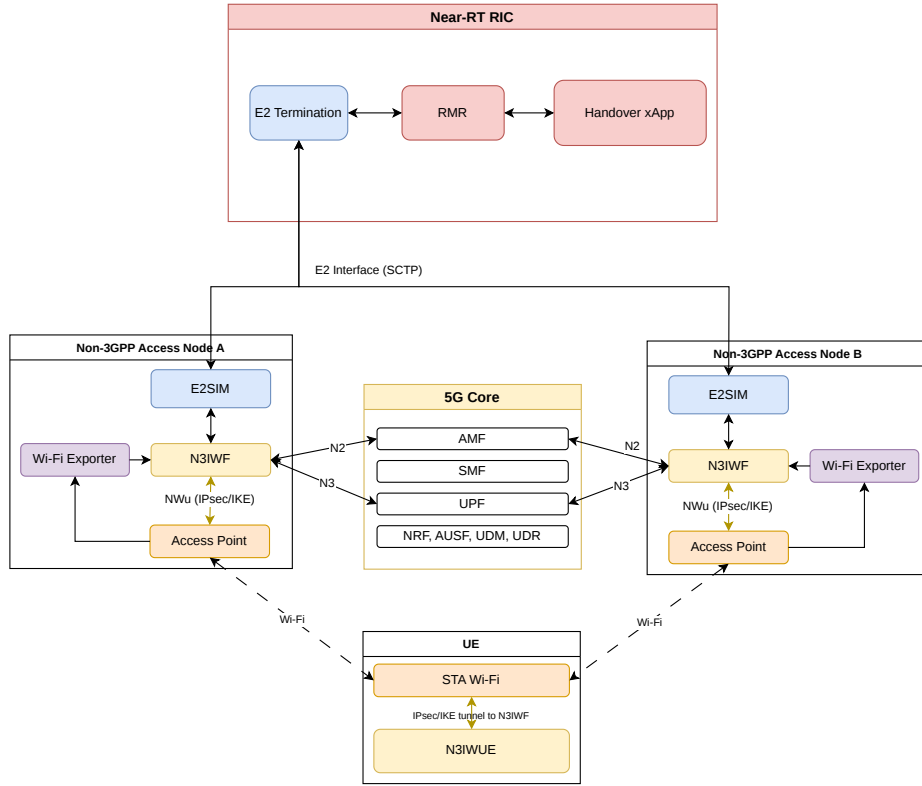 Near-RT RIC
E2 Termination
RMR
Handover xApp
E2 Interface (SCTP)
Non-3GPP Access Node A
E2SIM
Wi-Fi Exporter
N3IWF
NWu (IPsec/IKE)
Access Point
5G Core
AMF
SMF
UPF
NRF, AUSF, UDM, UDR
N2
N3
N2
N3
Non-3GPP Access Node B
E2SIM
N3IWF
Wi-Fi Exporter
NWu (IPsec/IKE)
Access Point
Wi-Fi
Wi-Fi
UE
STA Wi-Fi
IPsec/IKE tunnel to N3IWF
N3IWUE